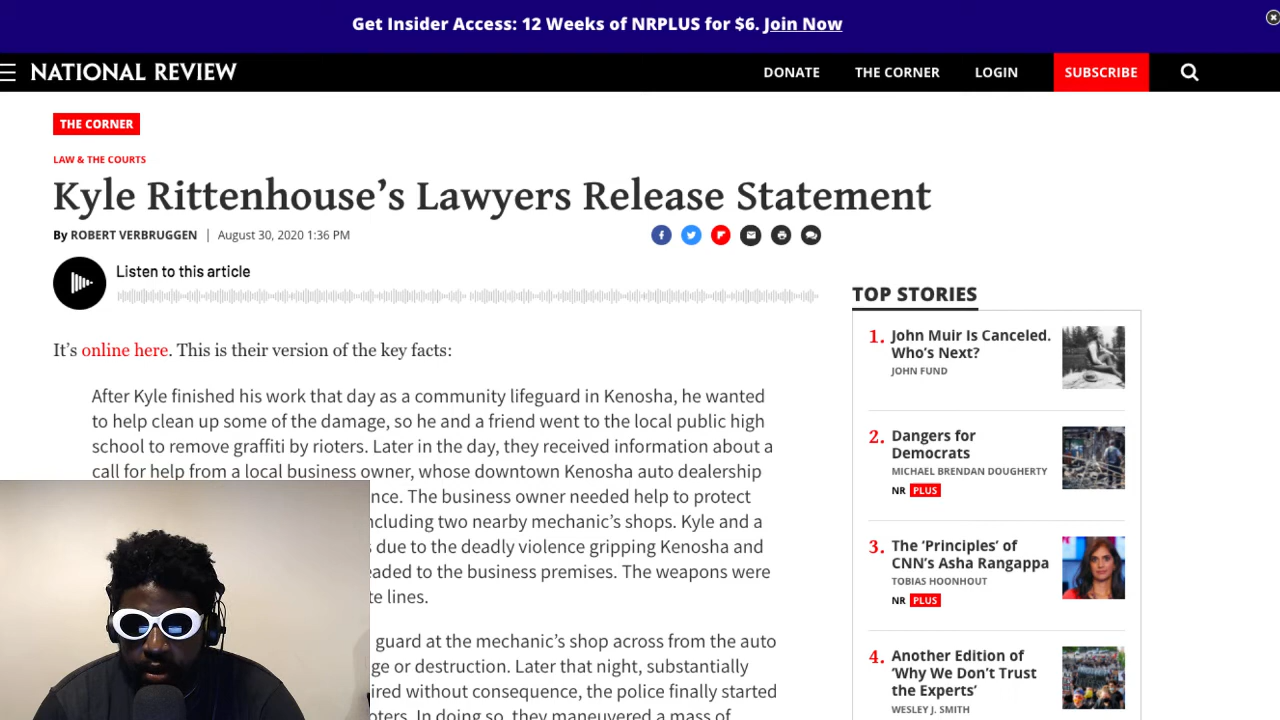 Get Insider Access: 12 Weeks of NRPLUS for $6. Join Now
NATIONAL REVIEW
DONATE
THE CORNER
LOGIN
SUBSCRIBE
THE CORNER
LAW & THE COURTS
Kyle Rittenhouse’s Lawyers Release Statement
By ROBERT VERBRUGGEN | August 30, 2020 1:36 PM
Listen to this article
It’s online here. This is their version of the key facts:
After Kyle finished his work that day as a community lifeguard in Kenosha, he wanted
to help clean up some of the damage, so he and a friend went to the local public high
school to remove graffiti by rioters. Later in the day, they received information about a
call for help from a local business owner, whose downtown Kenosha auto dealership
nce. The business owner needed help to protect
ncluding two nearby mechanic’s shops. Kyle and a
s due to the deadly violence gripping Kenosha and
eaded to the business premises. The weapons were
te lines.
guard at the mechanic’s shop across from the auto
ge or destruction. Later that night, substantially
ired without consequence, the police finally started
oters. In doing so, they maneuvered a mass of
TOP STORIES
1. John Muir Is Canceled.
Who’s Next?
JOHN FUND
2. Dangers for
Democrats
MICHAEL BRENDAN DOUGHERTY
NR PLUS
3. The ‘Principles’ of
CNN’s Asha Rangappa
TOBIAS HOONHOUT
NR PLUS
4. Another Edition of
‘Why We Don’t Trust
the Experts’
WESLEY J. SMITH